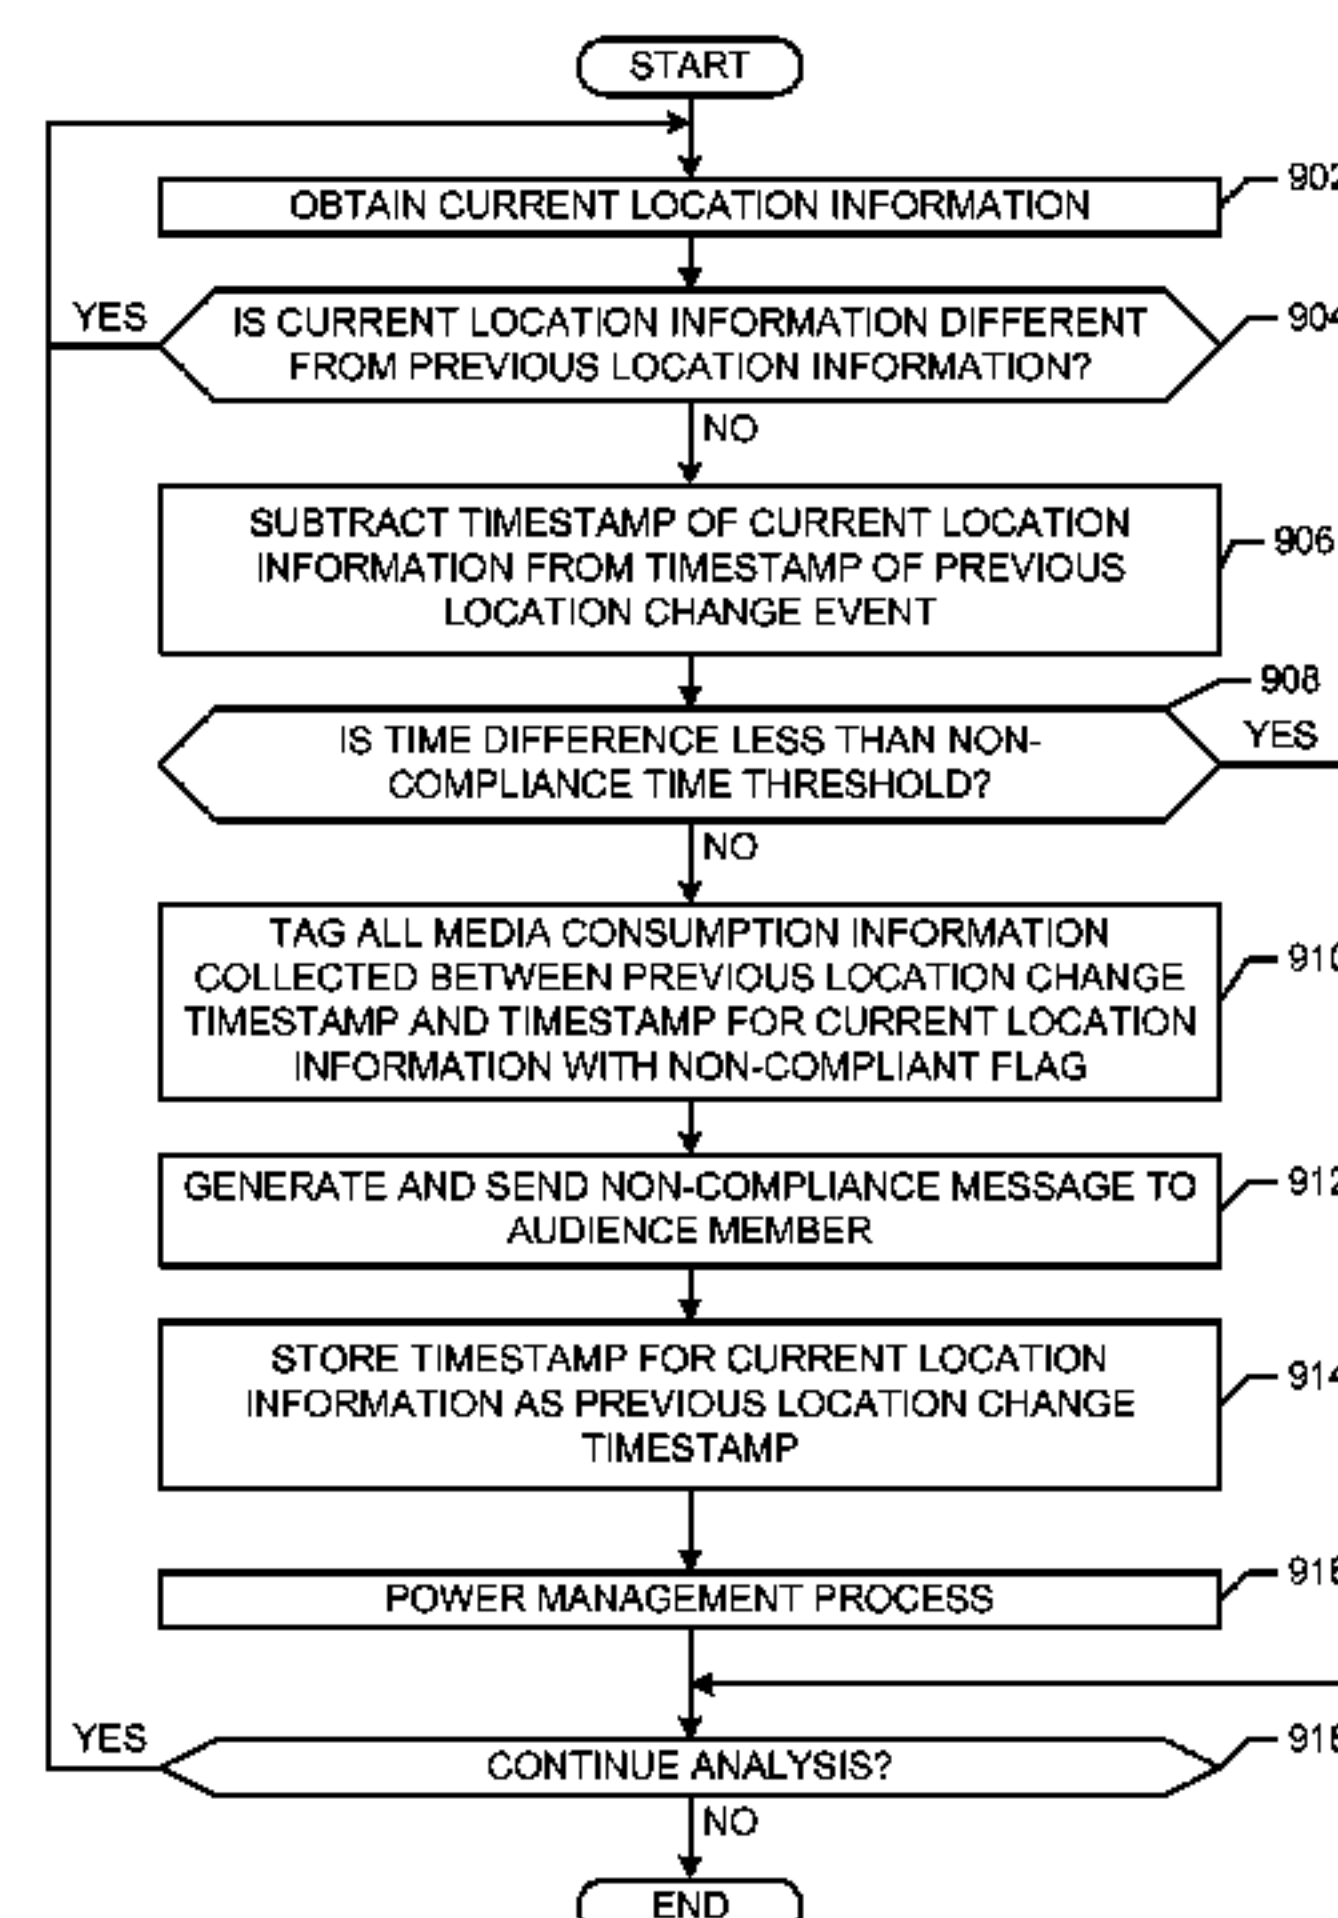 START
902
OBTAIN CURRENT LOCATION INFORMATION
YES
IS CURRENT LOCATION INFORMATION DIFFERENT
FROM PREVIOUS LOCATION INFORMATION?
904
NO
SUBTRACT TIMESTAMP OF CURRENT LOCATION
INFORMATION FROM TIMESTAMP OF PREVIOUS
LOCATION CHANGE EVENT
906
908
IS TIME DIFFERENCE LESS THAN NON-
COMPLIANCE TIME THRESHOLD?
YES
NO
TAG ALL MEDIA CONSUMPTION INFORMATION
COLLECTED BETWEEN PREVIOUS LOCATION CHANGE
TIMESTAMP AND TIMESTAMP FOR CURRENT LOCATION
INFORMATION WITH NON-COMPLIANT FLAG
910
GENERATE AND SEND NON-COMPLIANCE MESSAGE TO
AUDIENCE MEMBER
912
STORE TIMESTAMP FOR CURRENT LOCATION
INFORMATION AS PREVIOUS LOCATION CHANGE
TIMESTAMP
914
POWER MANAGEMENT PROCESS
YES
CONTINUE ANALYSIS?
NO
END